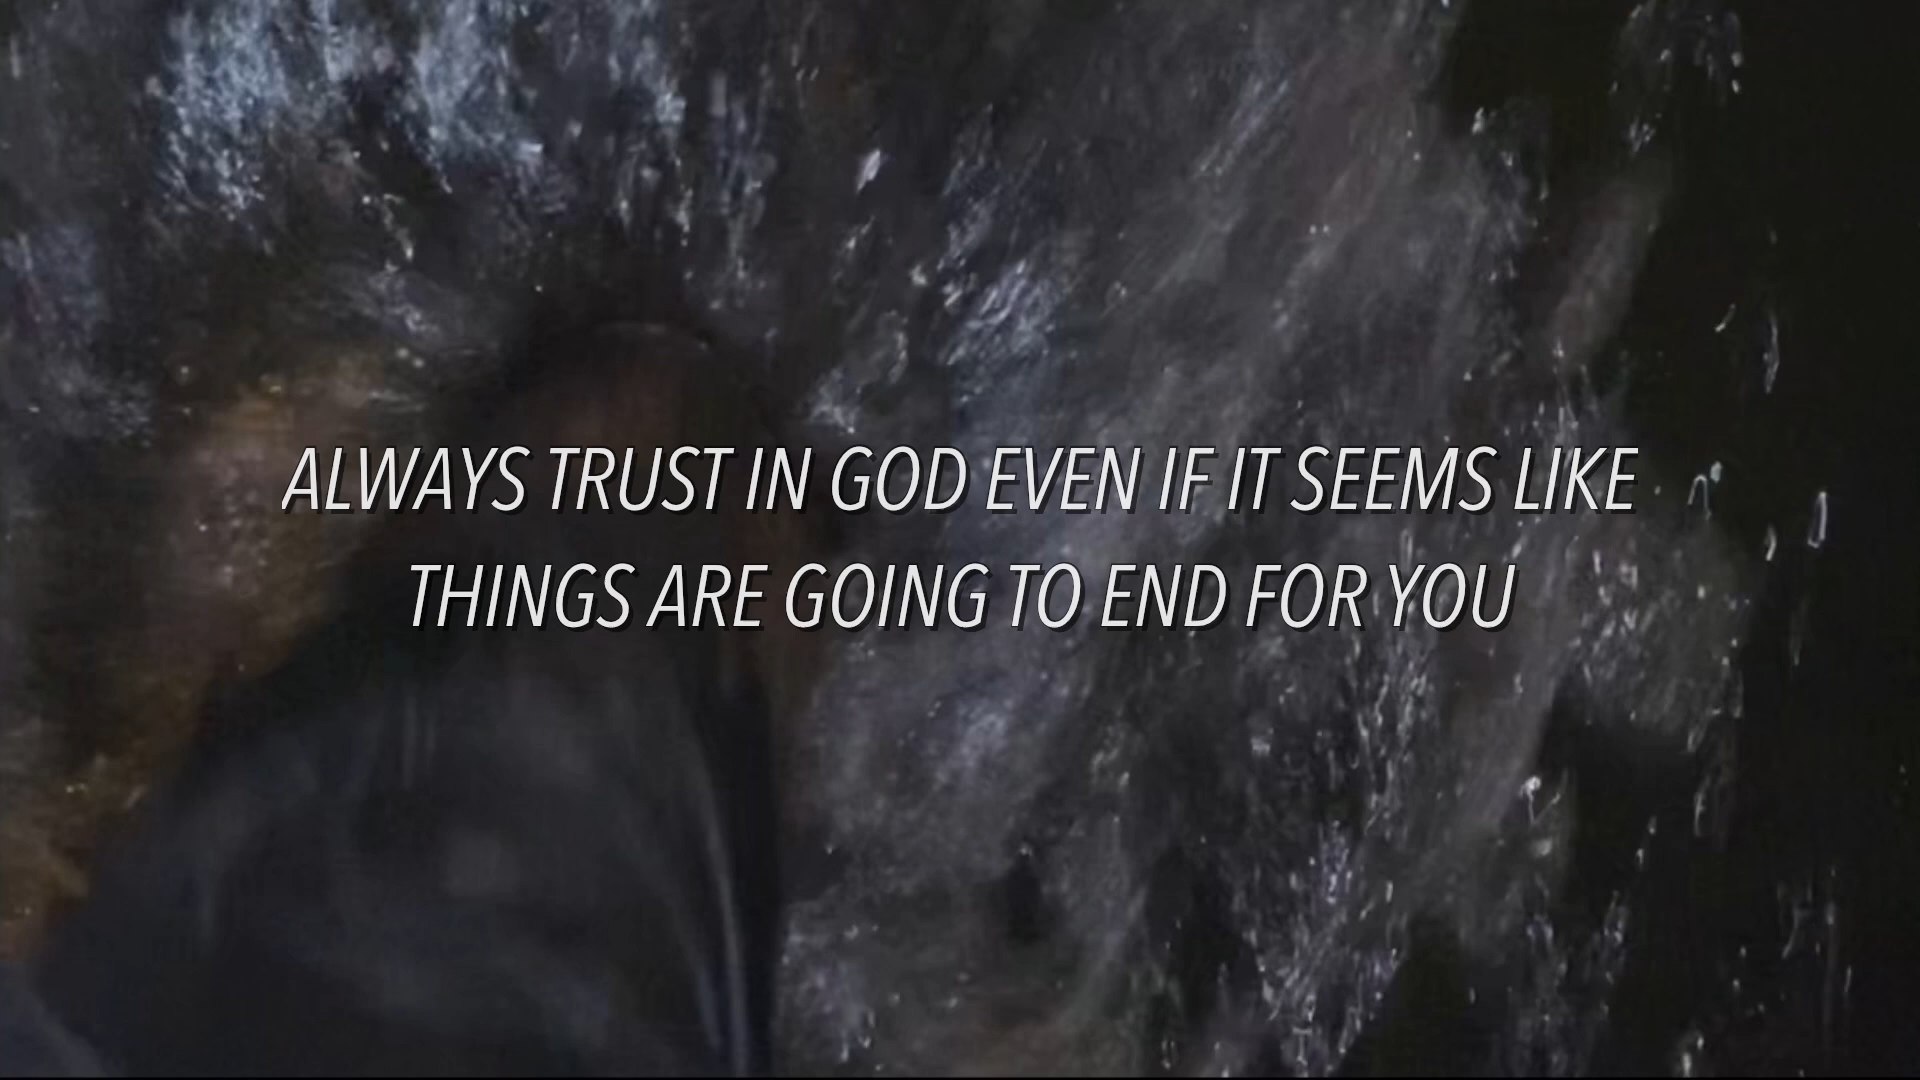 ALWAYS TRUST IN GOD EVEN IF IT SEEMS LIKE
THINGS ARE GOING TO END FOR YOU